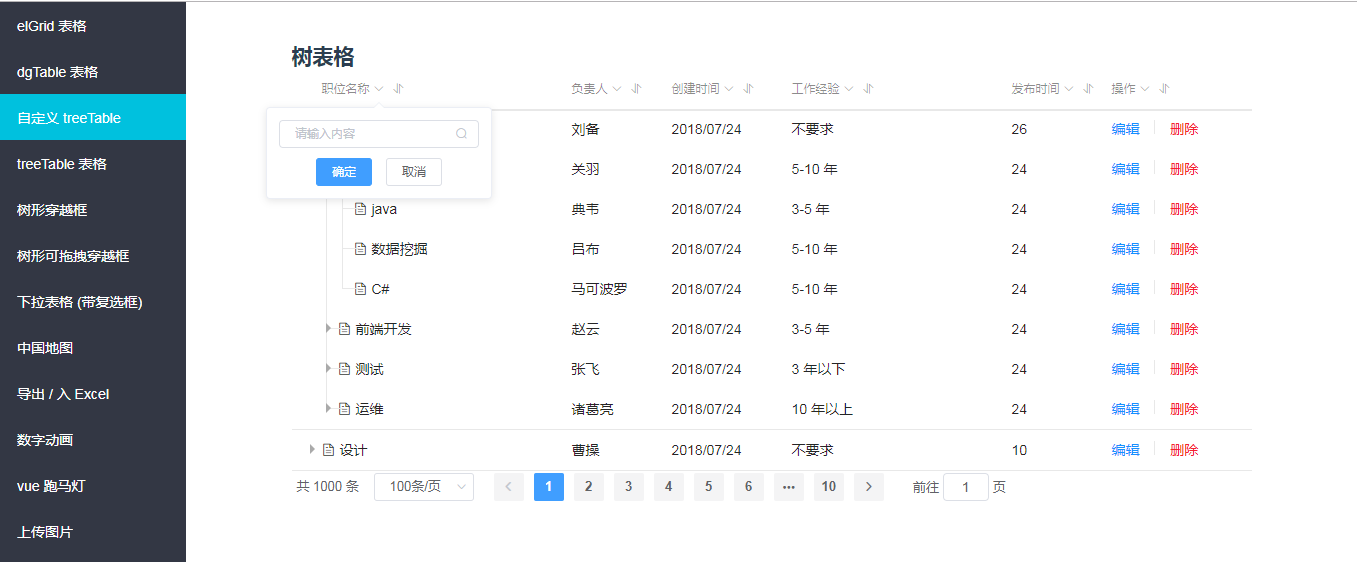 elGrid 表格
dgTable 表格
自定义 treeTable
treeTable 表格
树形穿越框
树形可拖拽穿越框
下拉表格 (带复选框)
中国地图
导出 / 入 Excel
数字动画
vue 跑马灯
上传图片
树表格
职位名称 负责人 创建时间 工作经验 发布时间 操作
请输入内容
确定 取消
刘备 2018/07/24 不要求 26 编辑 删除
关羽 2018/07/24 5-10 年 24 编辑 删除
java 典韦 2018/07/24 3-5 年 24 编辑 删除
数据挖掘 吕布 2018/07/24 5-10 年 24 编辑 删除
C# 马可波罗 2018/07/24 5-10 年 24 编辑 删除
前端开发 赵云 2018/07/24 3-5 年 24 编辑 删除
测试 张飞 2018/07/24 3 年以下 24 编辑 删除
运维 诸葛亮 2018/07/24 10 年以上 24 编辑 删除
设计 曹操 2018/07/24 不要求 10 编辑 删除
共 1000 条 100条/页 1 2 3 4 5 6 ••• 10 前往 1 页